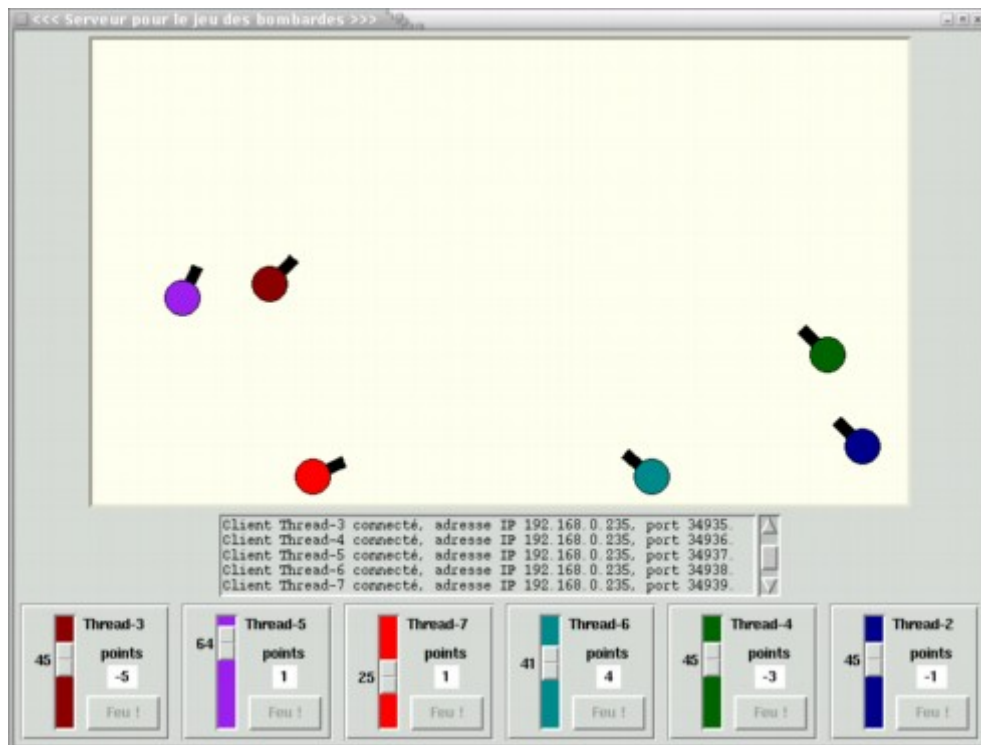 <<< Serveur pour le jeu des bombardes >>>
Client Thread-3 connecté, adresse IP 192.168.0.235, port 34935.
Client Thread-4 connecté, adresse IP 192.168.0.235, port 34936.
Client Thread-5 connecté, adresse IP 192.168.0.235, port 34937.
Client Thread-6 connecté, adresse IP 192.168.0.235, port 34938.
Client Thread-7 connecté, adresse IP 192.168.0.235, port 34939.
Thread-3
45
points
-5
Feu !
Thread-5
64
points
1
Feu !
Thread-7
25
points
1
Feu !
Thread-6
41
points
4
Feu !
Thread-4
45
points
-3
Feu !
Thread-2
45
points
-1
Feu !